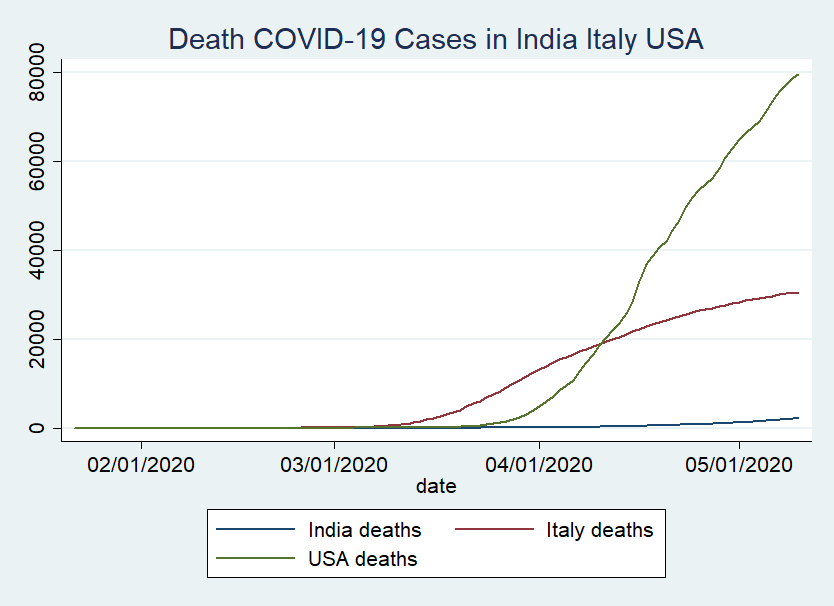 Death COVID-19 Cases in India Italy USA
80000
60000
40000
20000
0
02/01/2020 03/01/2020 04/01/2020 05/01/2020
date
India deaths Italy deaths
USA deaths